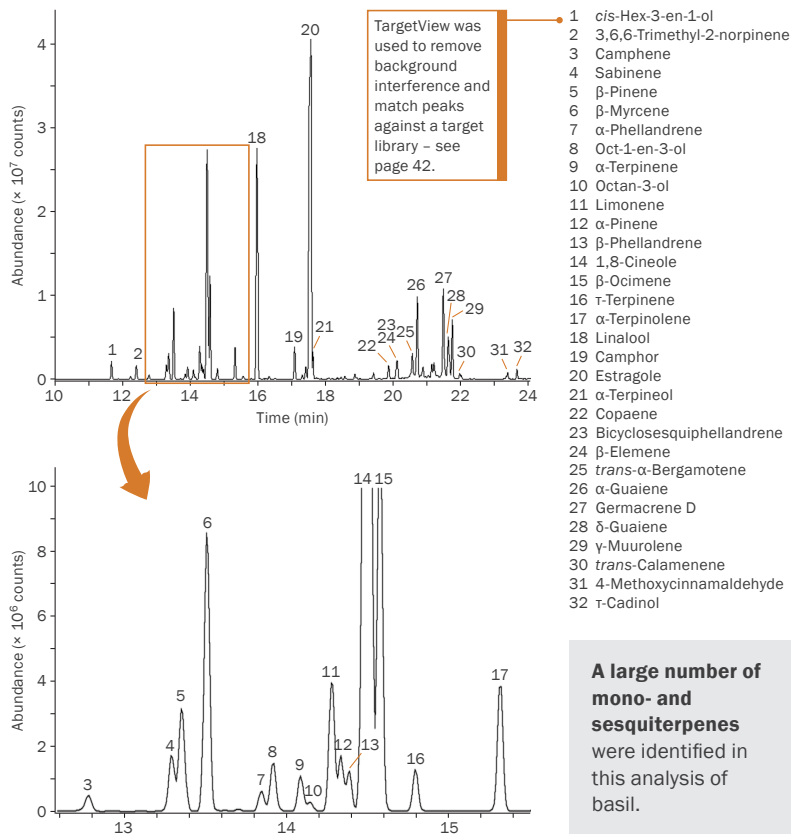 TargetView was
used to remove
background
interference and
match peaks
against a target
library – see
page 42.
Abundance (× 10⁷ counts)
4
3
2
1
0
1
2
18
20
19
21
22
23
24
25
26
27
28
29
30
31
32
10 12 14 16 18 20 22 24
Time (min)
Abundance (× 10⁶ counts)
10
8
6
4
2
0
3
4
5
6
7
8
9
10
11
12
13
14 15
16
17
13 14 15
1 cis-Hex-3-en-1-ol
2 3,6,6-Trimethyl-2-norpinene
3 Camphene
4 Sabinene
5 β-Pinene
6 β-Myrcene
7 α-Phellandrene
8 Oct-1-en-3-ol
9 α-Terpinene
10 Octan-3-ol
11 Limonene
12 α-Pinene
13 β-Phellandrene
14 1,8-Cineole
15 β-Ocimene
16 τ-Terpinene
17 α-Terpinolene
18 Linalool
19 Camphor
20 Estragole
21 α-Terpineol
22 Copaene
23 Bicyclosesquiphellandrene
24 β-Elemene
25 trans-α-Bergamotene
26 α-Guaiene
27 Germacrene D
28 δ-Guaiene
29 γ-Muurolene
30 trans-Calamenene
31 4-Methoxycinnamaldehyde
32 τ-Cadinol
A large number of
mono- and
sesquiterpenes
were identified in
this analysis of
basil.